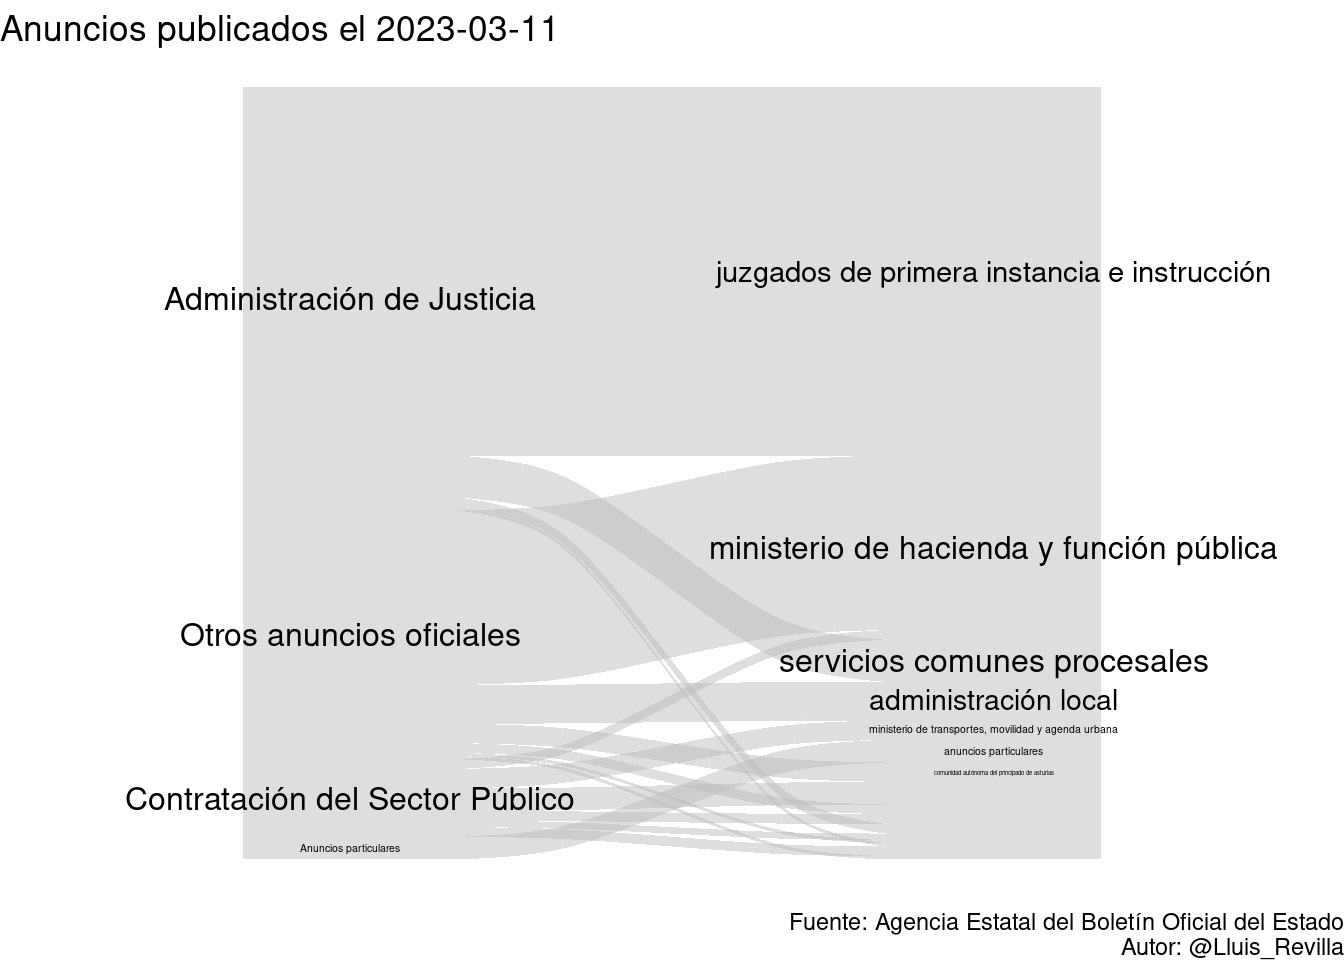 Anuncios publicados el 2023-03-11
Administración de Justicia
juzgados de primera instancia e instrucción
ministerio de hacienda y función pública
Otros anuncios oficiales
servicios comunes procesales
administración local
ministerio de transportes, movilidad y agenda urbana
anuncios particulares
comunidad autónoma del principado de asturias
Contratación del Sector Público
Anuncios particulares
Fuente: Agencia Estatal del Boletín Oficial del Estado
Autor: @Lluis_Revilla